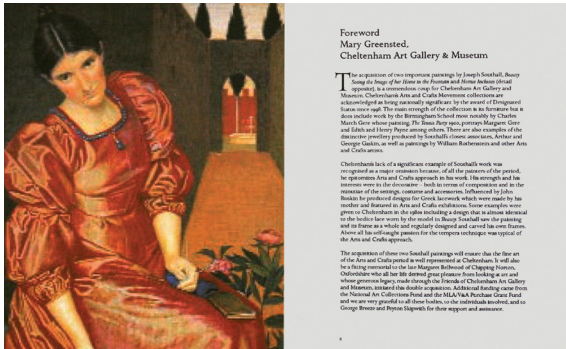 Foreword
Mary Greensted,
Cheltenham Art Gallery & Museum
The acquisition of two important paintings by Joseph Southall, Beauty
Seeing the Image of her Home in the Fountain and Hortus Inclusus (detail
opposite), is a tremendous coup for Cheltenham Art Gallery and
Museum. Cheltenham's Arts and Crafts Movement collections are
acknowledged as being nationally significant by the award of Designated
Status since 1998. The main strength of the collection is its furniture but it
does include work by the Birmingham School most notably by Charles
March Gere whose painting, The Tennis Party 1900, portrays Margaret Gere
and Edith and Henry Payne among others. There are also examples of the
distinctive jewellery produced by Southall's closest associates, Arthur and
Georgie Gaskin, as well as paintings by William Rothenstein and other Arts
and Crafts artists.
Cheltenham's lack of a significant example of Southall's work was
recognised as a major omission because, of all the painters of the period,
he epitomises Arts and Crafts approach in his work. His strength and his
interests were in the decorative – both in terms of composition and in the
minutiae of the settings, costume and accessories. Influenced by John
Ruskin he produced designs for Greek lacework which were made by his
mother and featured in Arts and Crafts exhibitions. Some examples were
given to Cheltenham in the 1980s including a design that is almost identical
to the bodice lace worn by the model in Beauty. Southall saw the painting
and its frame as a whole and regularly designed and carved his own frames.
Above all his self-taught passion for the tempera technique was typical of
the Arts and Crafts approach.
The acquisition of these two Southall paintings will ensure that the fine art
of the Arts and Crafts period is well represented at Cheltenham. It will also
be a fitting memorial to the late Margaret Bellwood of Chipping Norton,
Oxfordshire who all her life derived great pleasure from looking at art and
whose generous legacy, made through the Friends of Cheltenham Art Gallery
and Museum, initiated this double acquisition. Additional funding came from
the National Art Collections Fund and the MLA/V&A Purchase Grant Fund
and we are very grateful to all these bodies, to the individuals involved, and to
George Breeze and Peyton Skipwith for their support and assistance.